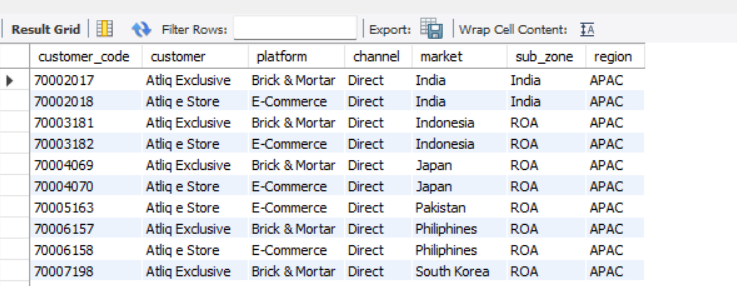 Result Grid Filter Rows: Export: Wrap Cell Content:
customer_code customer platform channel market sub_zone region
70002017 Atliq Exclusive Brick & Mortar Direct India India APAC
70002018 Atliq e Store E-Commerce Direct India India APAC
70003181 Atliq Exclusive Brick & Mortar Direct Indonesia ROA APAC
70003182 Atliq e Store E-Commerce Direct Indonesia ROA APAC
70004069 Atliq Exclusive Brick & Mortar Direct Japan ROA APAC
70004070 Atliq e Store E-Commerce Direct Japan ROA APAC
70005163 Atliq e Store E-Commerce Direct Pakistan ROA APAC
70006157 Atliq Exclusive Brick & Mortar Direct Philiphines ROA APAC
70006158 Atliq e Store E-Commerce Direct Philiphines ROA APAC
70007198 Atliq Exclusive Brick & Mortar Direct South Korea ROA APAC